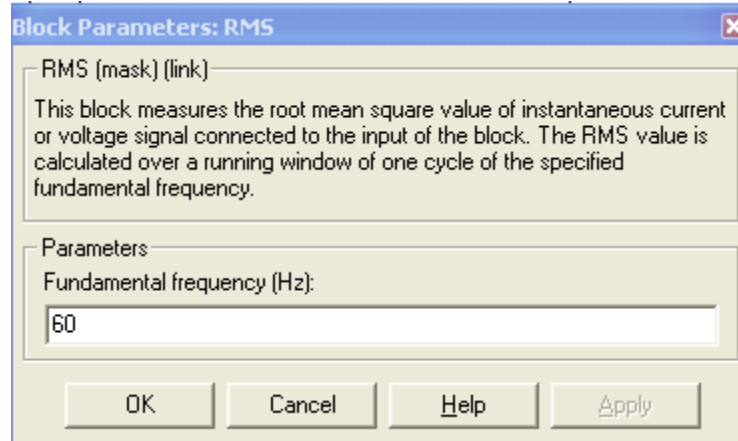 Block Parameters: RMS
RMS (mask) (link)
This block measures the root mean square value of instantaneous current
or voltage signal connected to the input of the block. The RMS value is
calculated over a running window of one cycle of the specified
fundamental frequency.
Parameters
Fundamental frequency (Hz):
60
OK Cancel Help Apply